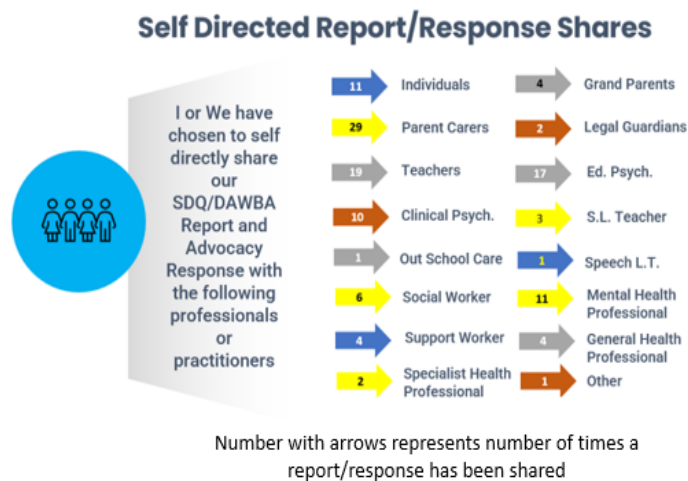 Self Directed Report/Response Shares
I or We have
chosen to self
directly share
our
SDQ/DAWBA
Report and
Advocacy
Response with
the following
professionals
or
practitioners
11 Individuals
29 Parent Carers
19 Teachers
10 Clinical Psych.
1 Out School Care
6 Social Worker
4 Support Worker
2 Specialist Health
Professional
4 Grand Parents
2 Legal Guardians
17 Ed. Psych.
3 S.L. Teacher
1 Speech L.T.
11 Mental Health
Professional
4 General Health
Professional
1 Other
Number with arrows represents number of times a
report/response has been shared